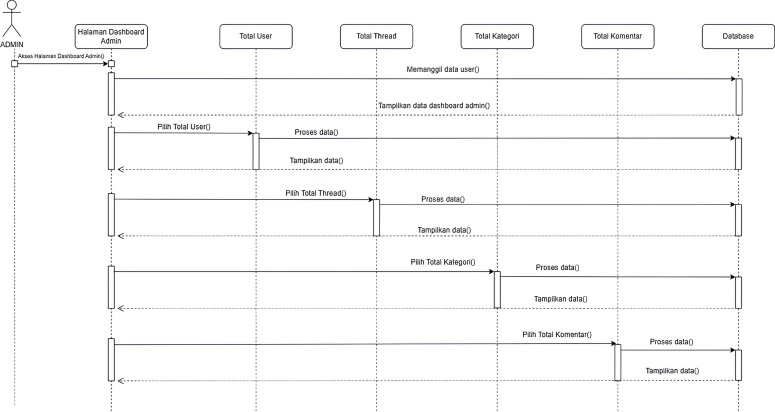 ADMIN
Halaman Dashboard
Admin
Total User
Total Thread
Total Kategori
Total Komentar
Database
Akses Halaman Dashboard Admin()
Memanggil data user()
Tampilkan data dashboard admin()
Pilih Total User()
Proses data()
Tampilkan data()
Pilih Total Thread()
Proses data()
Tampilkan data()
Pilih Total Kategori()
Proses data()
Tampilkan data()
Pilih Total Komentar()
Proses data()
Tampilkan data()